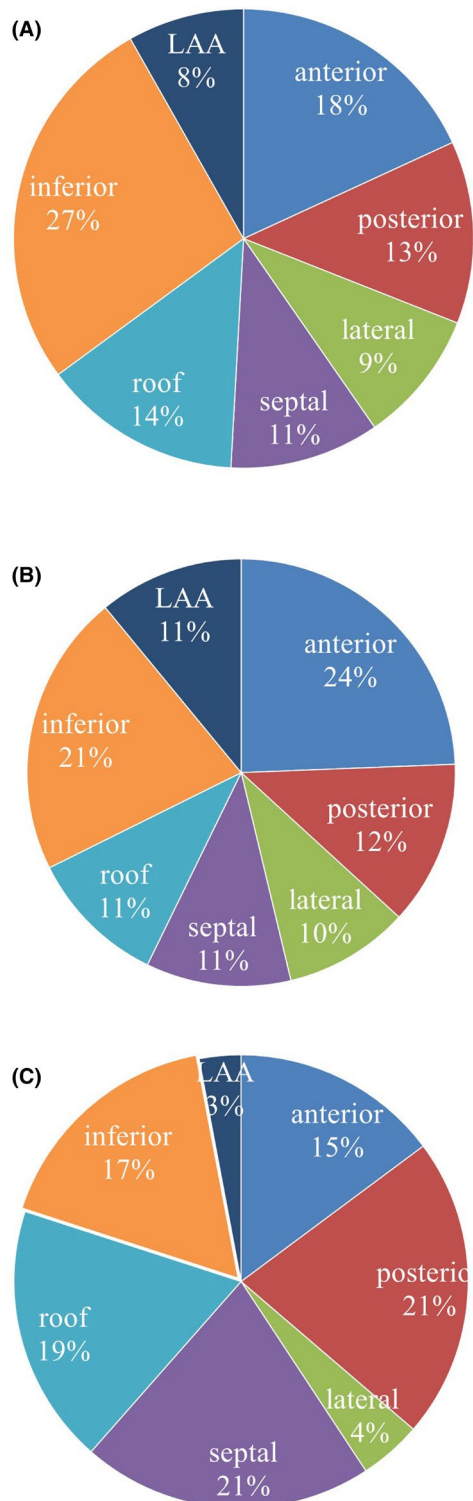 (A)
LAA
8%
anterior
18%
posterior
13%
lateral
9%
septal
11%
roof
14%
inferior
27%
(B)
LAA
11%
anterior
24%
posterior
12%
lateral
10%
septal
11%
roof
11%
inferior
21%
(C)
LAA
3%
anterior
15%
posterio
21%
lateral
4%
septal
21%
roof
19%
inferior
17%